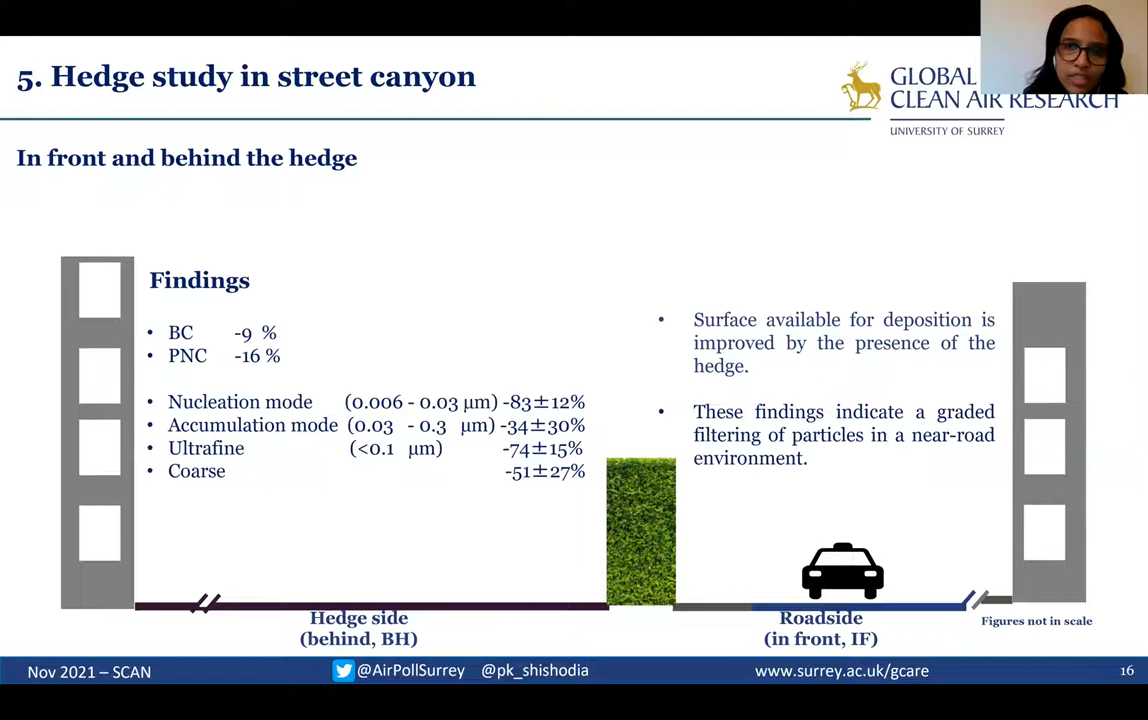 5. Hedge study in street canyon
GLOBAL
CLEAN AIR RESEARCH
UNIVERSITY OF SURREY
In front and behind the hedge
Findings
• BC -9 %
• PNC -16 %
• Nucleation mode (0.006 - 0.03 µm) -83±12%
• Accumulation mode (0.03 - 0.3 µm) -34±30%
• Ultrafine (<0.1 µm) -74±15%
• Coarse -51±27%
• Surface available for deposition is
improved by the presence of the
hedge.
• These findings indicate a graded
filtering of particles in a near-road
environment.
Hedge side
(behind, BH)
Roadside
(in front, IF)
Figures not in scale
Nov 2021 – SCAN
@AirPollSurrey @pk_shishodia
www.surrey.ac.uk/gcare
16